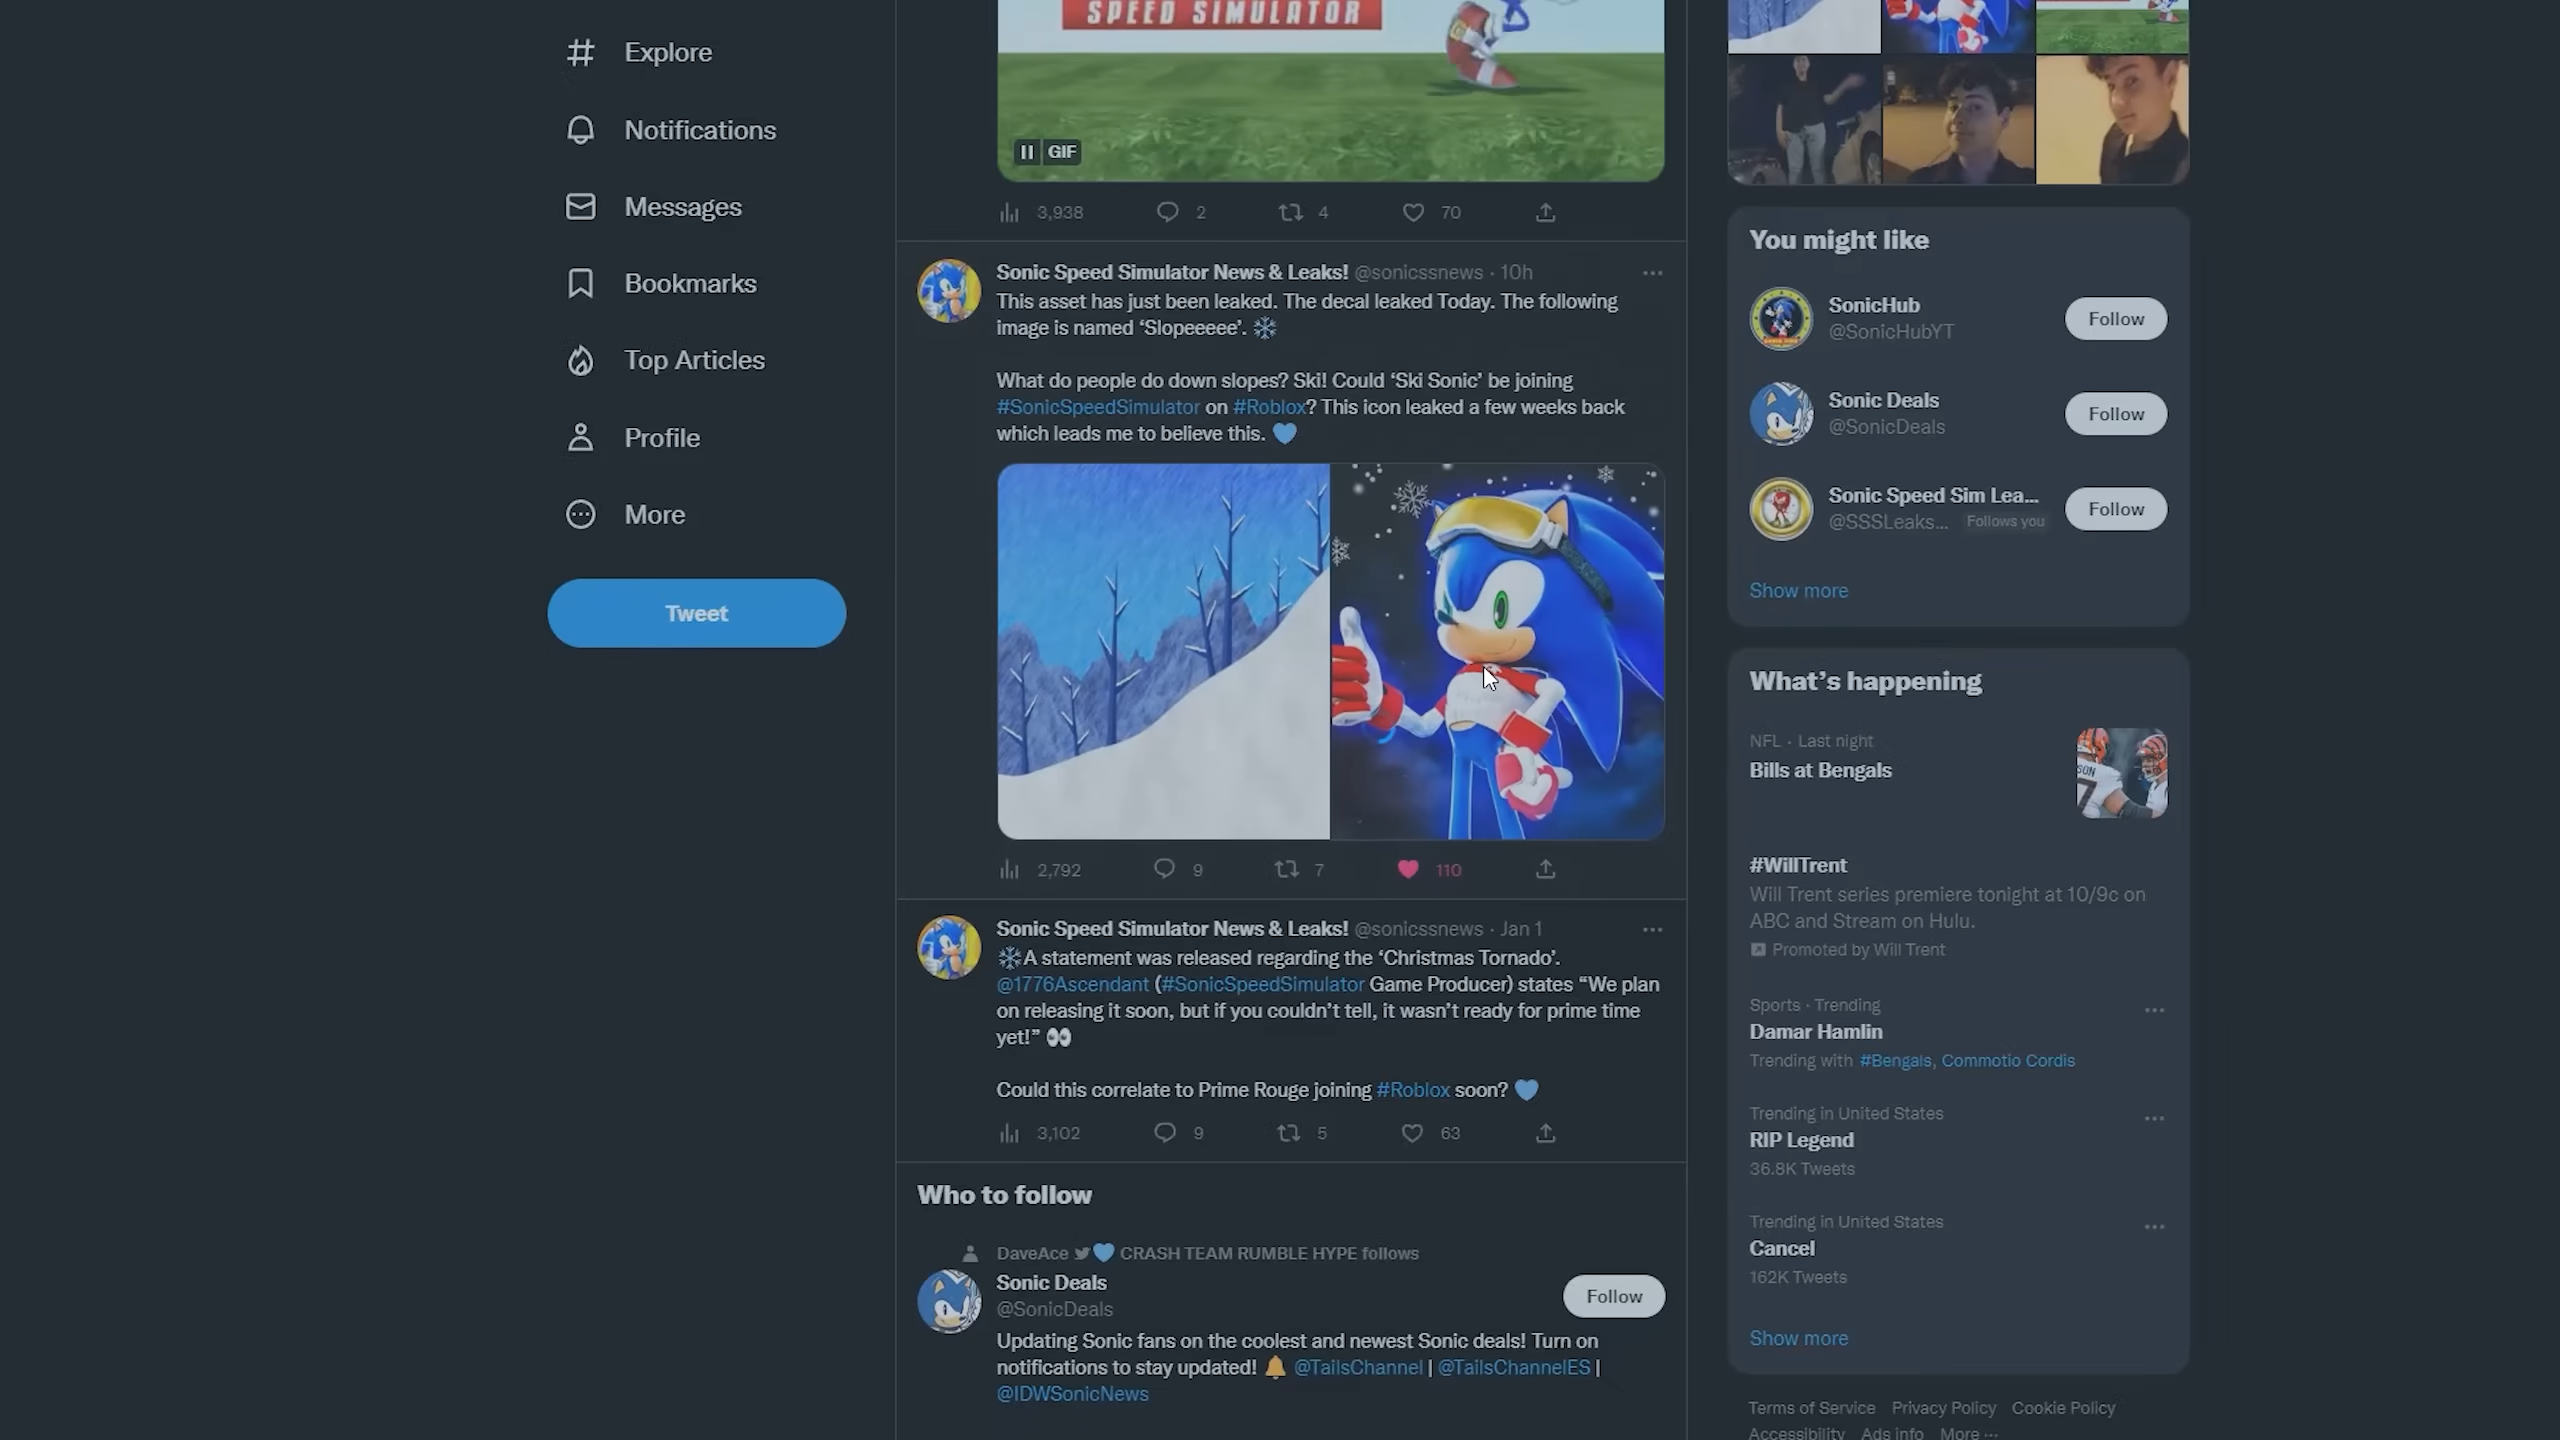 Explore
Notifications
Messages
Bookmarks
Top Articles
Profile
More
Tweet
SPEED SIMULATOR
GIF
3,938
2
4
70
Sonic Speed Simulator News & Leaks! @sonicssnews · 10h
This asset has just been leaked. The decal leaked Today. The following
image is named ‘Slopeeeee’. ❄️
What do people do down slopes? Ski! Could ‘Ski Sonic’ be joining
#SonicSpeedSimulator on #Roblox? This icon leaked a few weeks back
which leads me to believe this. 💙
2,792
9
7
110
Sonic Speed Simulator News & Leaks! @sonicssnews · Jan 1
❄️A statement was released regarding the ‘Christmas Tornado’.
@1776Ascendant (#SonicSpeedSimulator Game Producer) states “We plan
on releasing it soon, but if you couldn’t tell, it wasn’t ready for prime time
yet!” 👀
Could this correlate to Prime Rouge joining #Roblox soon? 💙
3,102
9
5
63
Who to follow
DaveAce 💙 CRASH TEAM RUMBLE HYPE follows
Sonic Deals
@SonicDeals
Follow
Updating Sonic fans on the coolest and newest Sonic deals! Turn on
notifications to stay updated! 🔔 @TailsChannel | @TailsChannelES |
@IDWSonicNews
You might like
SonicHub
@SonicHubYT
Follow
Sonic Deals
@SonicDeals
Follow
Sonic Speed Sim Lea...
@SSSLeaks... Follows you
Follow
Show more
What’s happening
NFL · Last night
Bills at Bengals
#WillTrent
Will Trent series premiere tonight at 10/9c on
ABC and Stream on Hulu.
Promoted by Will Trent
Sports · Trending
Damar Hamlin
Trending with #Bengals, Commotio Cordis
Trending in United States
RIP Legend
36.8K Tweets
Trending in United States
Cancel
162K Tweets
Show more
Terms of Service Privacy Policy Cookie Policy
Accessibility Ads info More ...